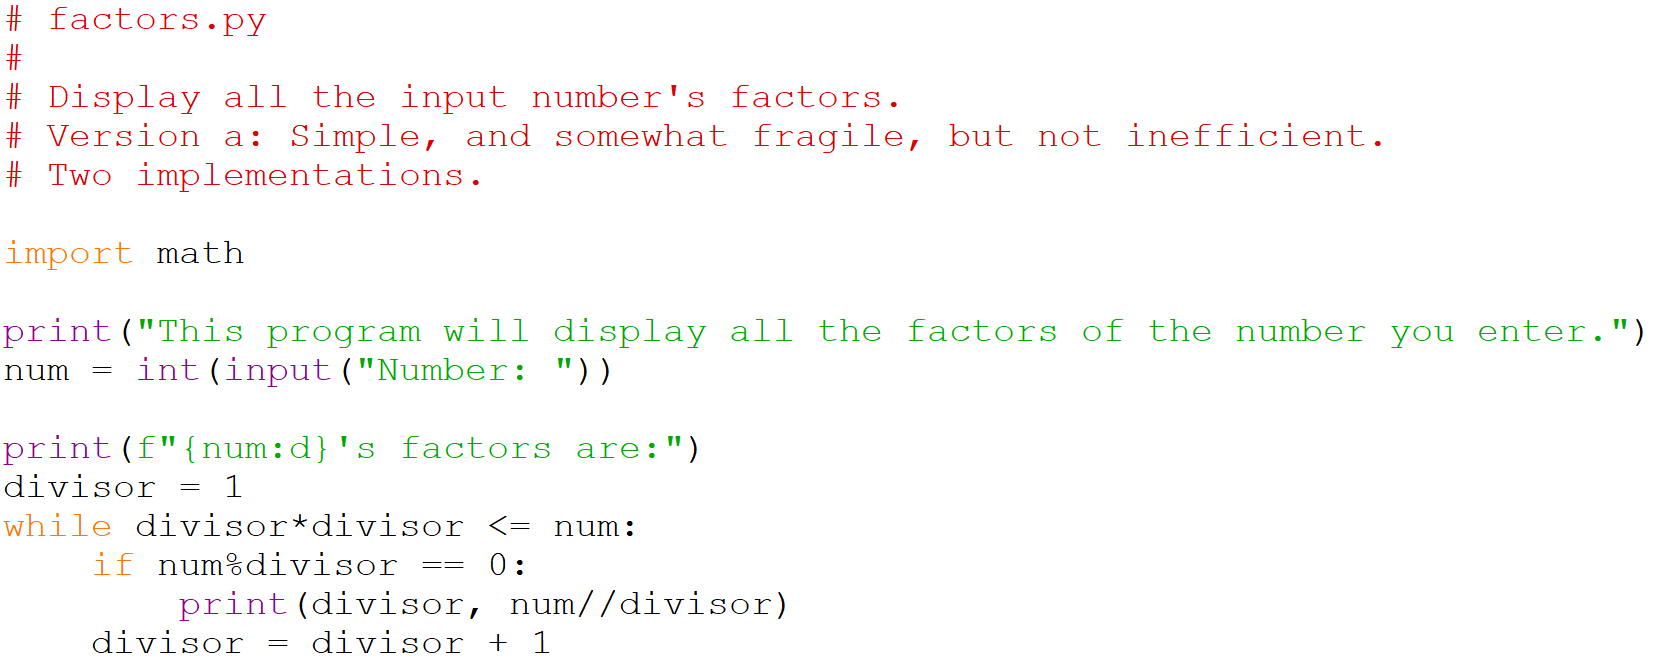 # factors.py
#
# Display all the input number's factors.
# Version a: Simple, and somewhat fragile, but not inefficient.
# Two implementations.
import math
print("This program will display all the factors of the number you enter.")
num = int(input("Number: "))
print(f"{num:d}'s factors are:")
divisor = 1
while divisor*divisor <= num:
    if num%divisor == 0:
        print(divisor, num//divisor)
    divisor = divisor + 1